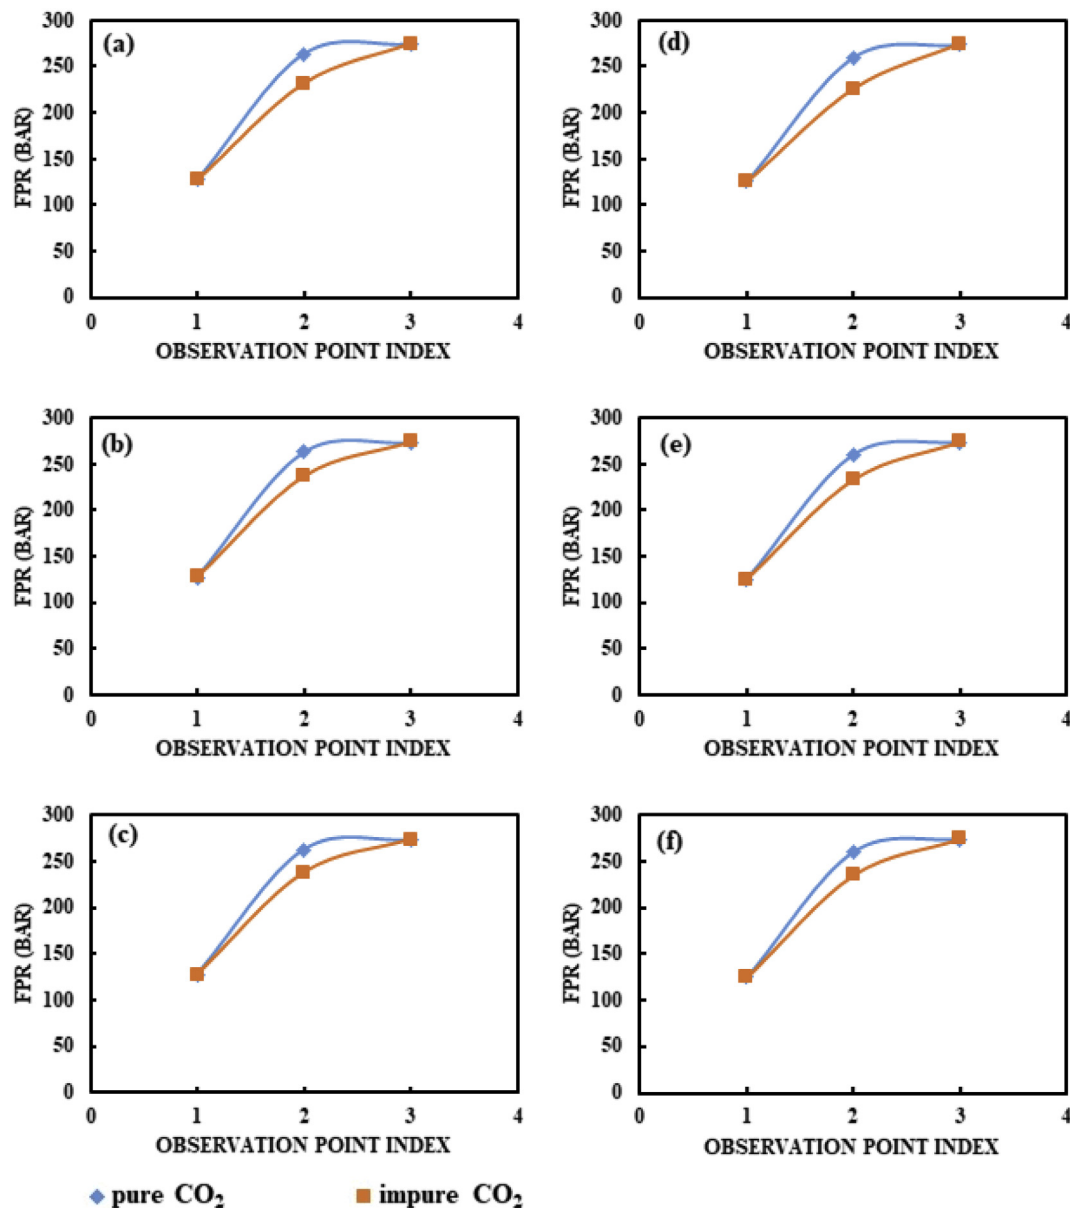 (a)
FPR (BAR)
300
250
200
150
100
50
0
0 1 2 3 4
OBSERVATION POINT INDEX
(d)
FPR (BAR)
300
250
200
150
100
50
0
0 1 2 3 4
OBSERVATION POINT INDEX
(b)
FPR (BAR)
300
250
200
150
100
50
0
0 1 2 3 4
OBSERVATION POINT INDEX
(e)
FPR (BAR)
300
250
200
150
100
50
0
0 1 2 3 4
OBSERVATION POINT INDEX
(c)
FPR (BAR)
300
250
200
150
100
50
0
0 1 2 3 4
OBSERVATION POINT INDEX
(f)
FPR (BAR)
300
250
200
150
100
50
0
0 1 2 3 4
OBSERVATION POINT INDEX
pure CO₂ impure CO₂